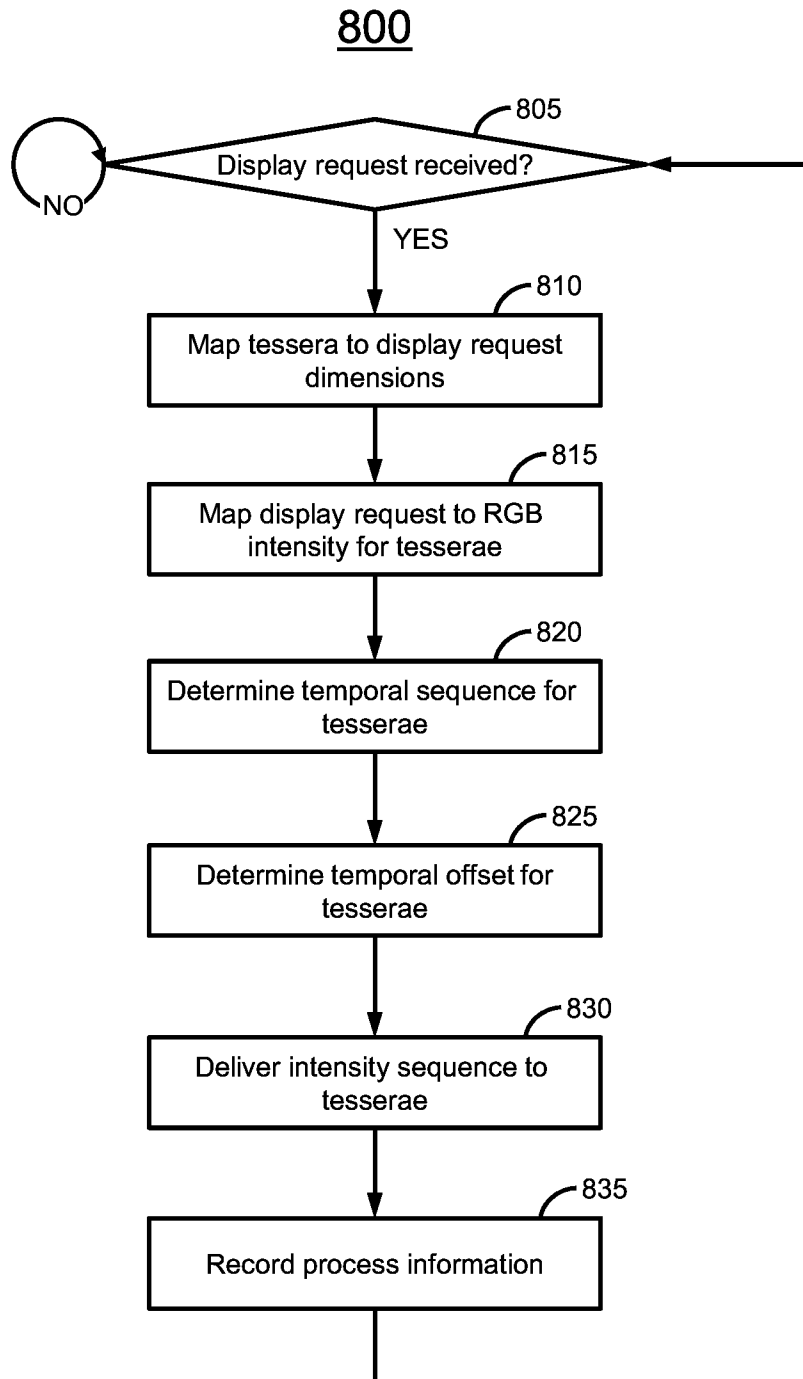 800
805
Display request received?
NO
YES
810
Map tessera to display request
dimensions
815
Map display request to RGB
intensity for tesserae
820
Determine temporal sequence for
tesserae
825
Determine temporal offset for
tesserae
830
Deliver intensity sequence to
tesserae
835
Record process information